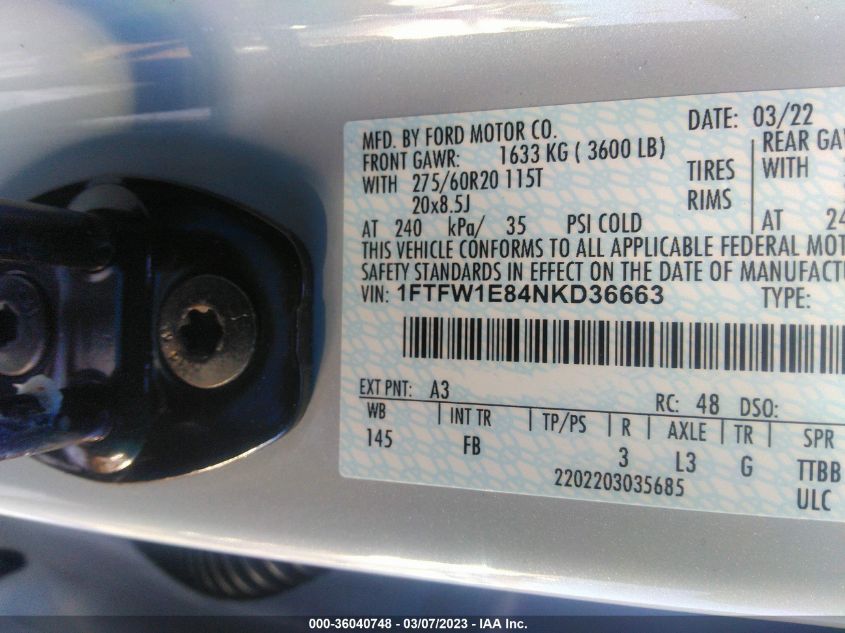 DATE: 03/22
MFD. BY FORD MOTOR CO.
FRONT GAWR: 1633 KG ( 3600 LB) REAR GA
WITH 275/60R20 115T TIRES WITH
20x8.5J RIMS
AT 240 kPa/ 35 PSI COLD AT 24
THIS VEHICLE CONFORMS TO ALL APPLICABLE FEDERAL MOT
SAFETY STANDARDS IN EFFECT ON THE DATE OF MANUFACTU
VIN: 1FTFW1E84NKD36663 TYPE:
EXT PNT: A3 RC: 48 DSO:
WB INT TR TP/PS R AXLE TR SPR
145 FB 3 L3 G TTBB
2202203035685 ULC
000-36040748 — 03/07/2023 — IAA Inc.